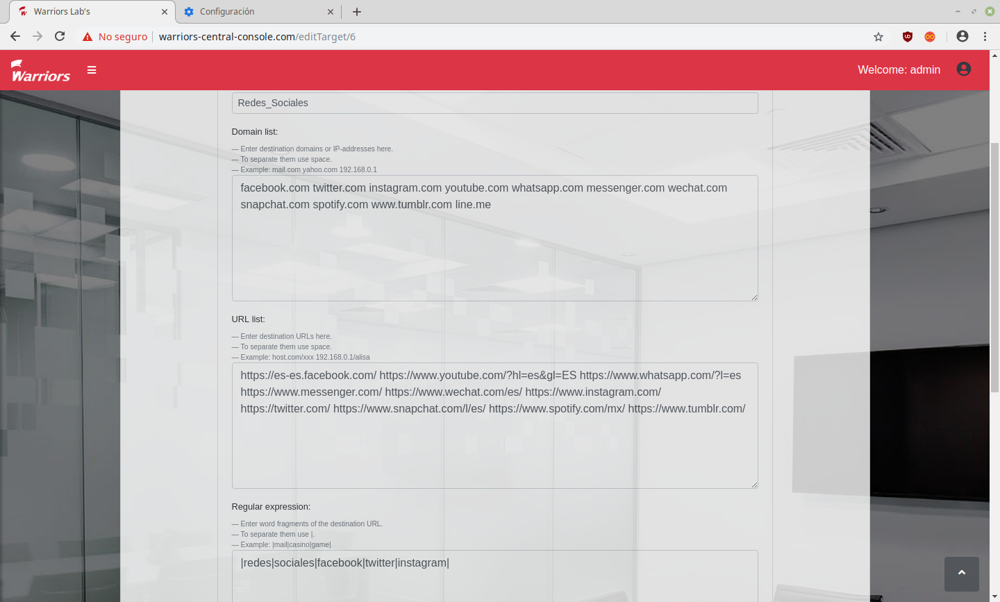 Warriors Lab's
Configuración
No seguro
warriors-central-console.com/editTarget/6
Warriors
Welcome: admin
Redes_Sociales
Domain list:
— Enter destination domains or IP-addresses here.
— To separate them use space.
— Example: mail.com yahoo.com 192.168.0.1
facebook.com twitter.com instagram.com youtube.com whatsapp.com messenger.com wechat.com
snapchat.com spotify.com www.tumblr.com line.me
URL list:
— Enter destination URLs here.
— To separate them use space.
— Example: host.com/xxx 192.168.0.1/alisa
https://es-es.facebook.com/ https://www.youtube.com/?hl=es&gl=ES https://www.whatsapp.com/?l=es
https://www.messenger.com/ https://www.wechat.com/es/ https://www.instagram.com/
https://twitter.com/ https://www.snapchat.com/l/es/ https://www.spotify.com/mx/ https://www.tumblr.com/
Regular expression:
— Enter word fragments of the destination URL.
— To separate them use |.
— Example: |mail|casino|game|
|redes|sociales|facebook|twitter|instagram|